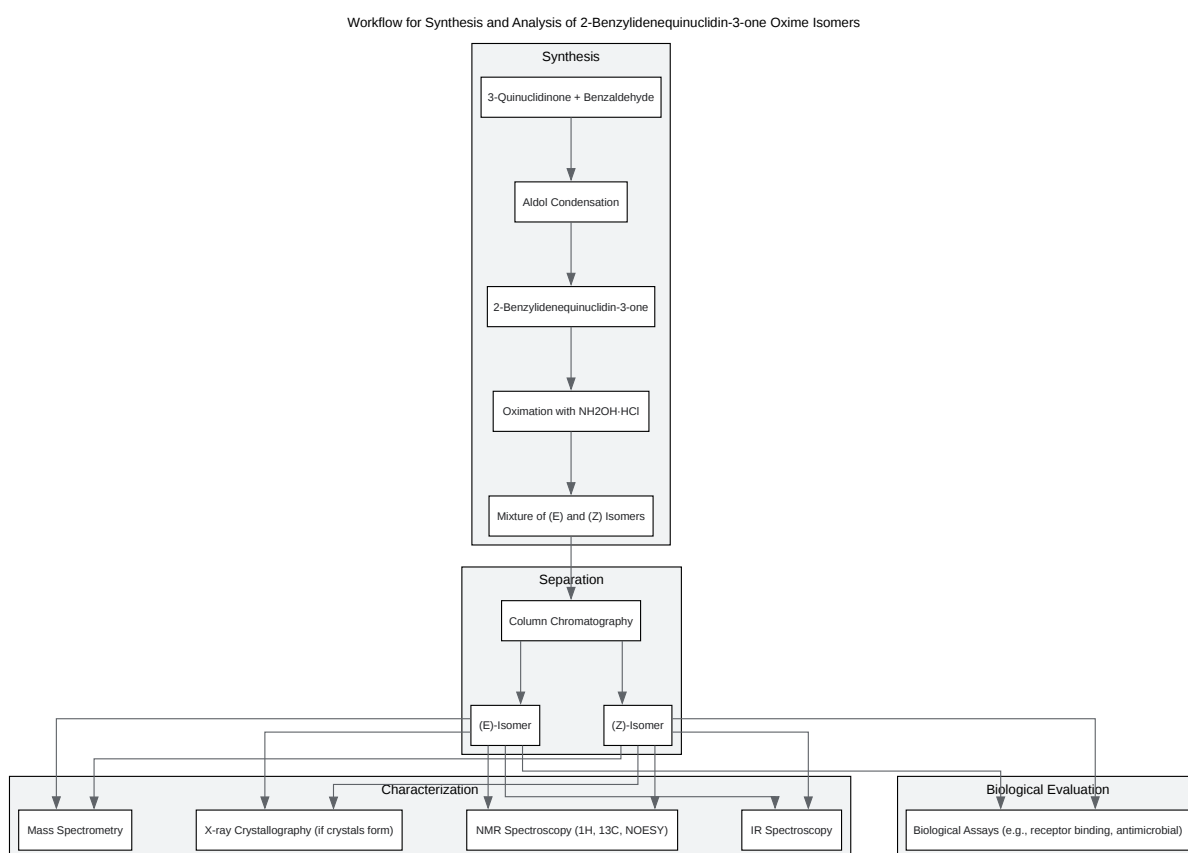 Workflow for Synthesis and Analysis of 2-Benzylidenequinuclidin-3-one Oxime Isomers
Synthesis
3-Quinuclidinone + Benzaldehyde
Aldol Condensation
2-Benzylidenequinuclidin-3-one
Oximation with NH2OH·HCl
Mixture of (E) and (Z) Isomers
Separation
Column Chromatography
(E)-Isomer
(Z)-Isomer
Characterization
Mass Spectrometry
X-ray Crystallography (if crystals form)
NMR Spectroscopy (1H, 13C, NOESY)
IR Spectroscopy
Biological Evaluation
Biological Assays (e.g., receptor binding, antimicrobial)